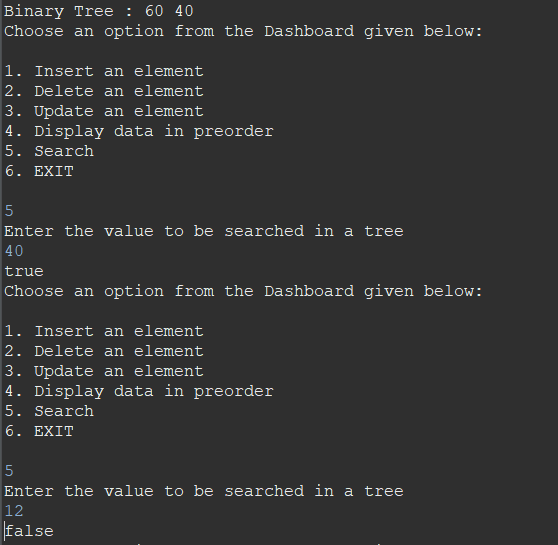 Binary Tree : 60 40
Choose an option from the Dashboard given below:
1. Insert an element
2. Delete an element
3. Update an element
4. Display data in preorder
5. Search
6. EXIT
5
Enter the value to be searched in a tree
40
true
Choose an option from the Dashboard given below:
1. Insert an element
2. Delete an element
3. Update an element
4. Display data in preorder
5. Search
6. EXIT
5
Enter the value to be searched in a tree
12
false